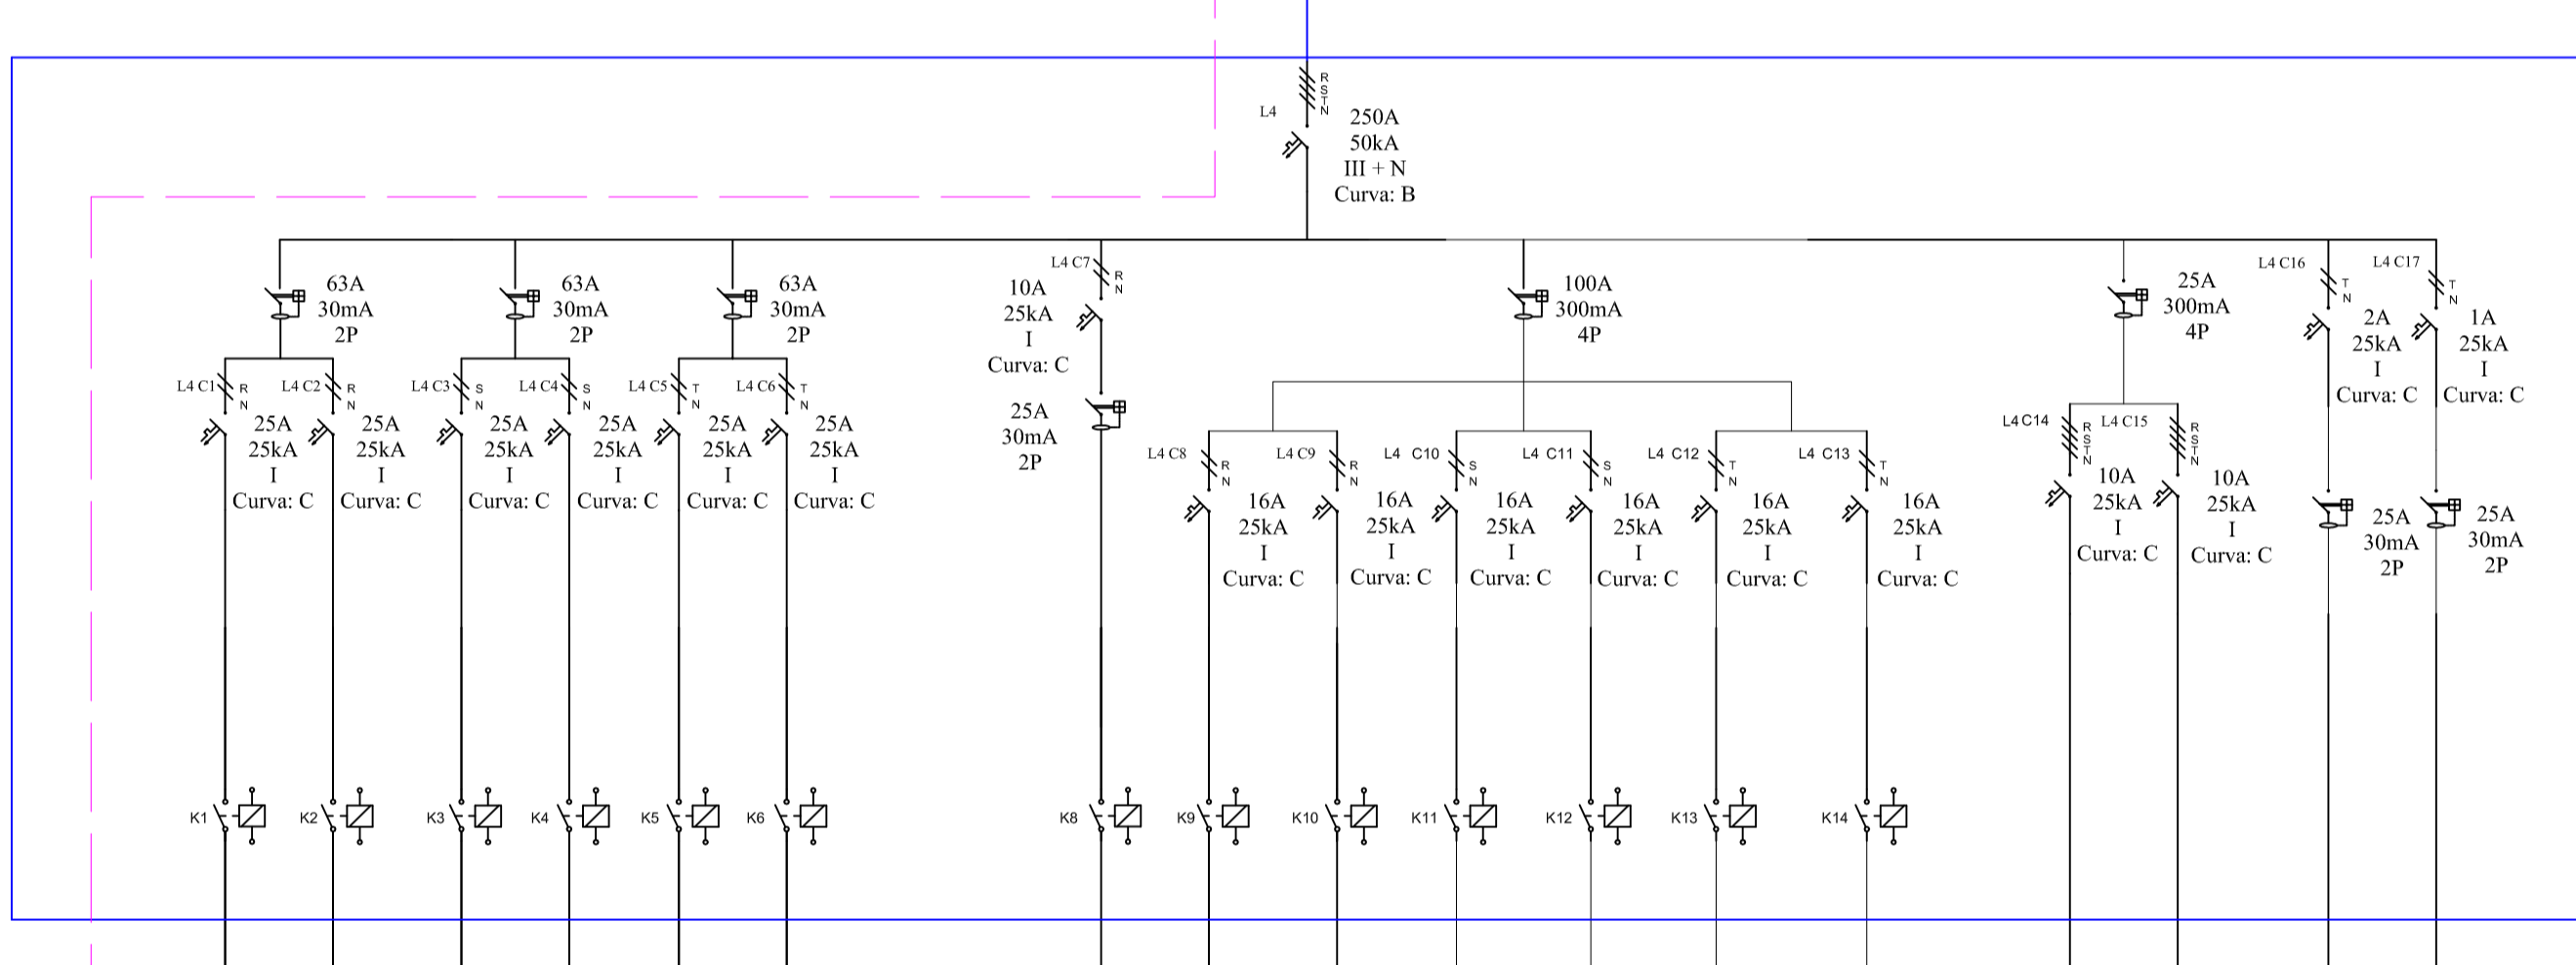 L4
R
S
T
N
250A
50kA
III + N
Curva: B
63A
30mA
2P
63A
30mA
2P
63A
30mA
2P
L4 C1
R
N
25A
25kA
I
Curva: C
L4 C2
R
N
25A
25kA
I
Curva: C
L4 C3
S
N
25A
25kA
I
Curva: C
L4 C4
S
N
25A
25kA
I
Curva: C
L4 C5
T
N
25A
25kA
I
Curva: C
L4 C6
T
N
25A
25kA
I
Curva: C
L4 C7
R
N
10A
25kA
I
Curva: C
25A
30mA
2P
100A
300mA
4P
L4 C8
R
N
16A
25kA
I
Curva: C
L4 C9
R
N
16A
25kA
I
Curva: C
L4 C10
S
N
16A
25kA
I
Curva: C
L4 C11
S
N
16A
25kA
I
Curva: C
L4 C12
T
N
16A
25kA
I
Curva: C
L4 C13
T
N
16A
25kA
I
Curva: C
25A
300mA
4P
L4 C14
R
S
T
N
10A
25kA
I
Curva: C
L4 C15
R
S
T
N
10A
25kA
I
Curva: C
L4 C16
T
N
2A
25kA
I
Curva: C
25A
30mA
2P
L4 C17
T
N
1A
25kA
I
Curva: C
25A
30mA
2P
K1
K2
K3
K4
K5
K6
K8
K9
K10
K11
K12
K13
K14